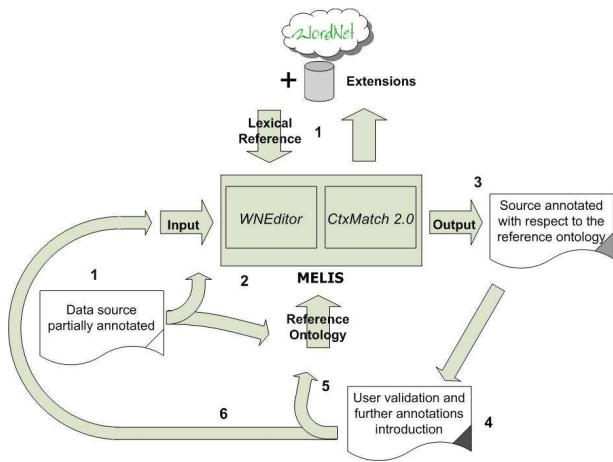 WordNet
+
Extensions
Lexical
Reference
1
3
Input
WNEditor
CtxMatch 2.0
Output
Source annotated
with respect to the
reference ontology
MELIS
1
2
Data source
partially annotated
Reference
Ontology
5
6
User validation and
further annotations
introduction
4